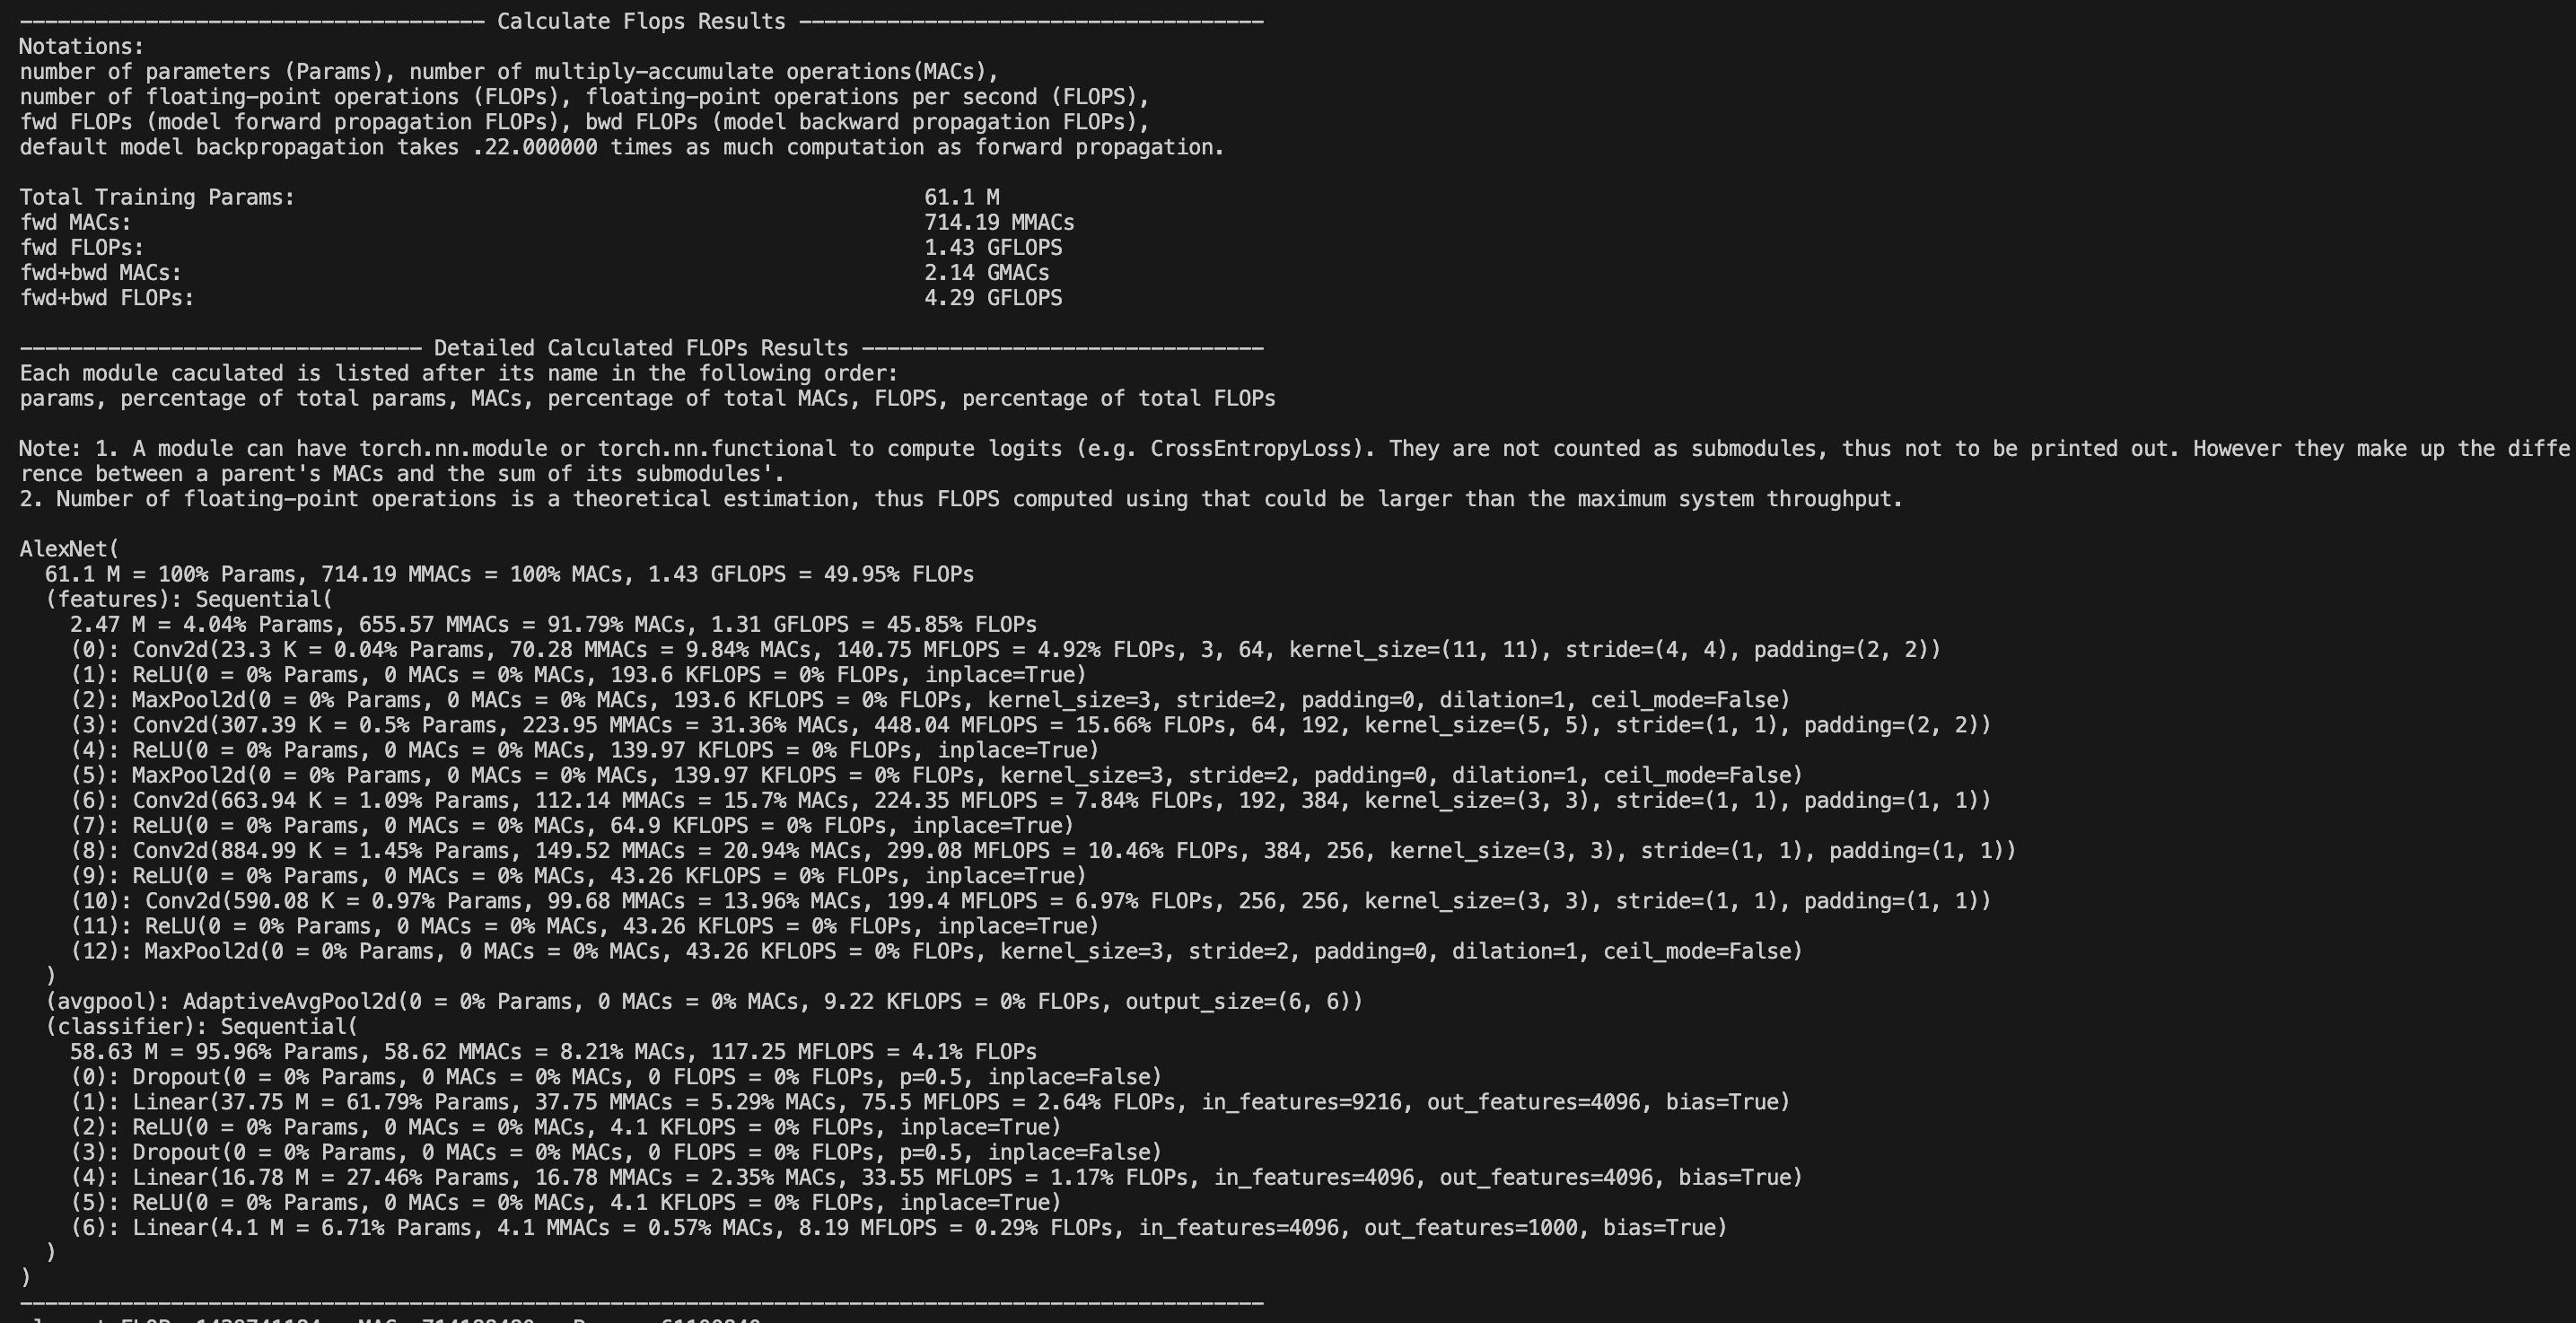 ------------------------------------- Calculate Flops Results -------------------------------------
Notations:
number of parameters (Params), number of multiply-accumulate operations(MACs),
number of floating-point operations (FLOPs), floating-point operations per second (FLOPS),
fwd FLOPs (model forward propagation FLOPs), bwd FLOPs (model backward propagation FLOPs),
default model backpropagation takes .22.000000 times as much computation as forward propagation.
Total Training Params: 61.1 M
fwd MACs: 714.19 MMACs
fwd FLOPs: 1.43 GFLOPS
fwd+bwd MACs: 2.14 GMACs
fwd+bwd FLOPs: 4.29 GFLOPS
-------------------------------- Detailed Calculated FLOPs Results --------------------------------
Each module caculated is listed after its name in the following order:
params, percentage of total params, MACs, percentage of total MACs, FLOPS, percentage of total FLOPs
Note: 1. A module can have torch.nn.module or torch.nn.functional to compute logits (e.g. CrossEntropyLoss). They are not counted as submodules, thus not to be printed out. However they make up the diffe
rence between a parent's MACs and the sum of its submodules'.
2. Number of floating-point operations is a theoretical estimation, thus FLOPS computed using that could be larger than the maximum system throughput.
AlexNet(
  61.1 M = 100% Params, 714.19 MMACs = 100% MACs, 1.43 GFLOPS = 49.95% FLOPs
  (features): Sequential(
    2.47 M = 4.04% Params, 655.57 MMACs = 91.79% MACs, 1.31 GFLOPS = 45.85% FLOPs
    (0): Conv2d(23.3 K = 0.04% Params, 70.28 MMACs = 9.84% MACs, 140.75 MFLOPS = 4.92% FLOPs, 3, 64, kernel_size=(11, 11), stride=(4, 4), padding=(2, 2))
    (1): ReLU(0 = 0% Params, 0 MACs = 0% MACs, 193.6 KFLOPS = 0% FLOPs, inplace=True)
    (2): MaxPool2d(0 = 0% Params, 0 MACs = 0% MACs, 193.6 KFLOPS = 0% FLOPs, kernel_size=3, stride=2, padding=0, dilation=1, ceil_mode=False)
    (3): Conv2d(307.39 K = 0.5% Params, 223.95 MMACs = 31.36% MACs, 448.04 MFLOPS = 15.66% FLOPs, 64, 192, kernel_size=(5, 5), stride=(1, 1), padding=(2, 2))
    (4): ReLU(0 = 0% Params, 0 MACs = 0% MACs, 139.97 KFLOPS = 0% FLOPs, inplace=True)
    (5): MaxPool2d(0 = 0% Params, 0 MACs = 0% MACs, 139.97 KFLOPS = 0% FLOPs, kernel_size=3, stride=2, padding=0, dilation=1, ceil_mode=False)
    (6): Conv2d(663.94 K = 1.09% Params, 112.14 MMACs = 15.7% MACs, 224.35 MFLOPS = 7.84% FLOPs, 192, 384, kernel_size=(3, 3), stride=(1, 1), padding=(1, 1))
    (7): ReLU(0 = 0% Params, 0 MACs = 0% MACs, 64.9 KFLOPS = 0% FLOPs, inplace=True)
    (8): Conv2d(884.99 K = 1.45% Params, 149.52 MMACs = 20.94% MACs, 299.08 MFLOPS = 10.46% FLOPs, 384, 256, kernel_size=(3, 3), stride=(1, 1), padding=(1, 1))
    (9): ReLU(0 = 0% Params, 0 MACs = 0% MACs, 43.26 KFLOPS = 0% FLOPs, inplace=True)
    (10): Conv2d(590.08 K = 0.97% Params, 99.68 MMACs = 13.96% MACs, 199.4 MFLOPS = 6.97% FLOPs, 256, 256, kernel_size=(3, 3), stride=(1, 1), padding=(1, 1))
    (11): ReLU(0 = 0% Params, 0 MACs = 0% MACs, 43.26 KFLOPS = 0% FLOPs, inplace=True)
    (12): MaxPool2d(0 = 0% Params, 0 MACs = 0% MACs, 43.26 KFLOPS = 0% FLOPs, kernel_size=3, stride=2, padding=0, dilation=1, ceil_mode=False)
  )
  (avgpool): AdaptiveAvgPool2d(0 = 0% Params, 0 MACs = 0% MACs, 9.22 KFLOPS = 0% FLOPs, output_size=(6, 6))
  (classifier): Sequential(
    58.63 M = 95.96% Params, 58.62 MMACs = 8.21% MACs, 117.25 MFLOPS = 4.1% FLOPs
    (0): Dropout(0 = 0% Params, 0 MACs = 0% MACs, 0 FLOPS = 0% FLOPs, p=0.5, inplace=False)
    (1): Linear(37.75 M = 61.79% Params, 37.75 MMACs = 5.29% MACs, 75.5 MFLOPS = 2.64% FLOPs, in_features=9216, out_features=4096, bias=True)
    (2): ReLU(0 = 0% Params, 0 MACs = 0% MACs, 4.1 KFLOPS = 0% FLOPs, inplace=True)
    (3): Dropout(0 = 0% Params, 0 MACs = 0% MACs, 0 FLOPS = 0% FLOPs, p=0.5, inplace=False)
    (4): Linear(16.78 M = 27.46% Params, 16.78 MMACs = 2.35% MACs, 33.55 MFLOPS = 1.17% FLOPs, in_features=4096, out_features=4096, bias=True)
    (5): ReLU(0 = 0% Params, 0 MACs = 0% MACs, 4.1 KFLOPS = 0% FLOPs, inplace=True)
    (6): Linear(4.1 M = 6.71% Params, 4.1 MMACs = 0.57% MACs, 8.19 MFLOPS = 0.29% FLOPs, in_features=4096, out_features=1000, bias=True)
  )
)
---------------------------------------------------------------------------------------------------